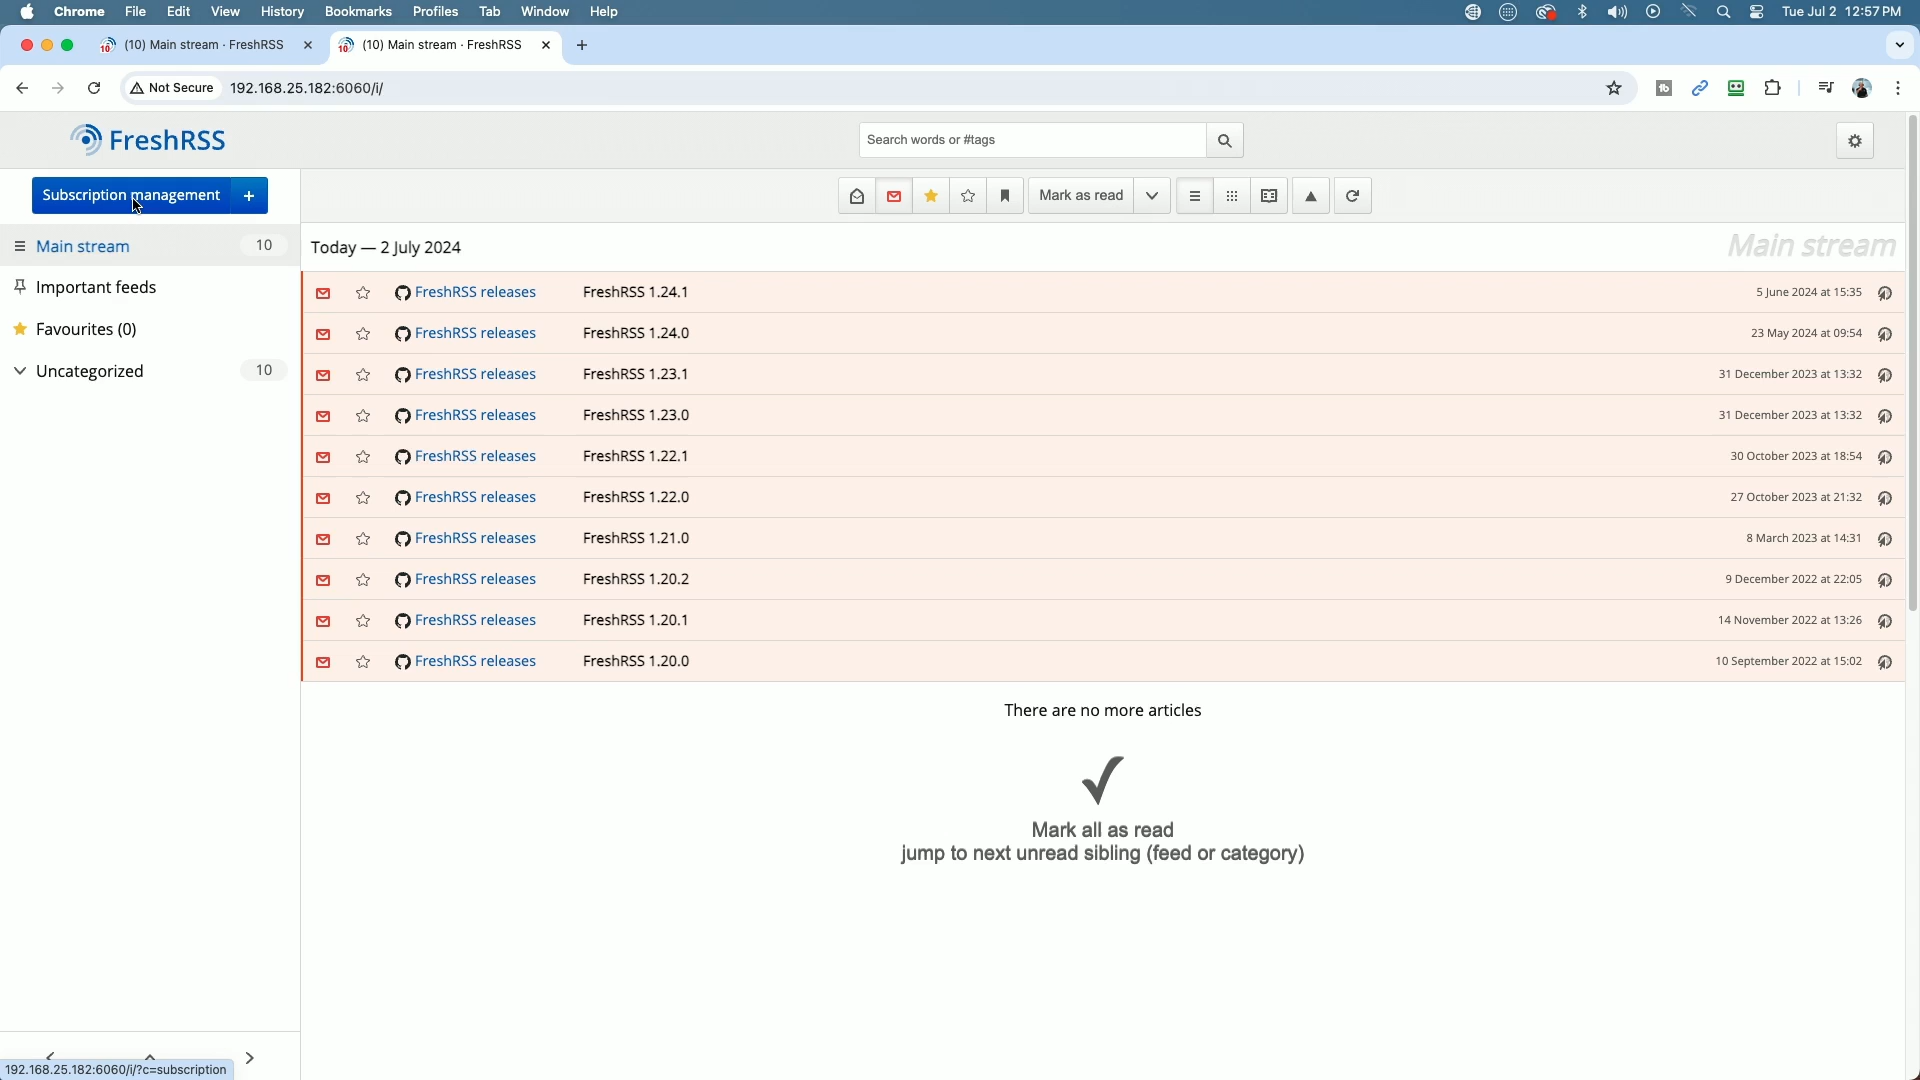 Chrome File Edit View History Bookmarks Profiles Tab Window Help Tue Jul 2 12:57 PM
(10) Main stream · FreshRSS (10) Main stream · FreshRSS
Not Secure 192.168.25.182:6060/i/
FreshRSS Search words or #tags
Subscription management + Mark as read
Main stream 10
Today — 2 July 2024 Main stream
Important feeds
Favourites (0)
Uncategorized 10
FreshRSS releases FreshRSS 1.24.1 5 June 2024 at 15:35
FreshRSS releases FreshRSS 1.24.0 23 May 2024 at 09:54
FreshRSS releases FreshRSS 1.23.1 31 December 2023 at 13:32
FreshRSS releases FreshRSS 1.23.0 31 December 2023 at 13:32
FreshRSS releases FreshRSS 1.22.1 30 October 2023 at 18:54
FreshRSS releases FreshRSS 1.22.0 27 October 2023 at 21:32
FreshRSS releases FreshRSS 1.21.0 8 March 2023 at 14:31
FreshRSS releases FreshRSS 1.20.2 9 December 2022 at 22:05
FreshRSS releases FreshRSS 1.20.1 14 November 2022 at 13:26
FreshRSS releases FreshRSS 1.20.0 10 September 2022 at 15:02
There are no more articles
Mark all as read
jump to next unread sibling (feed or category)
192.168.25.182:6060/i/?c=subscription